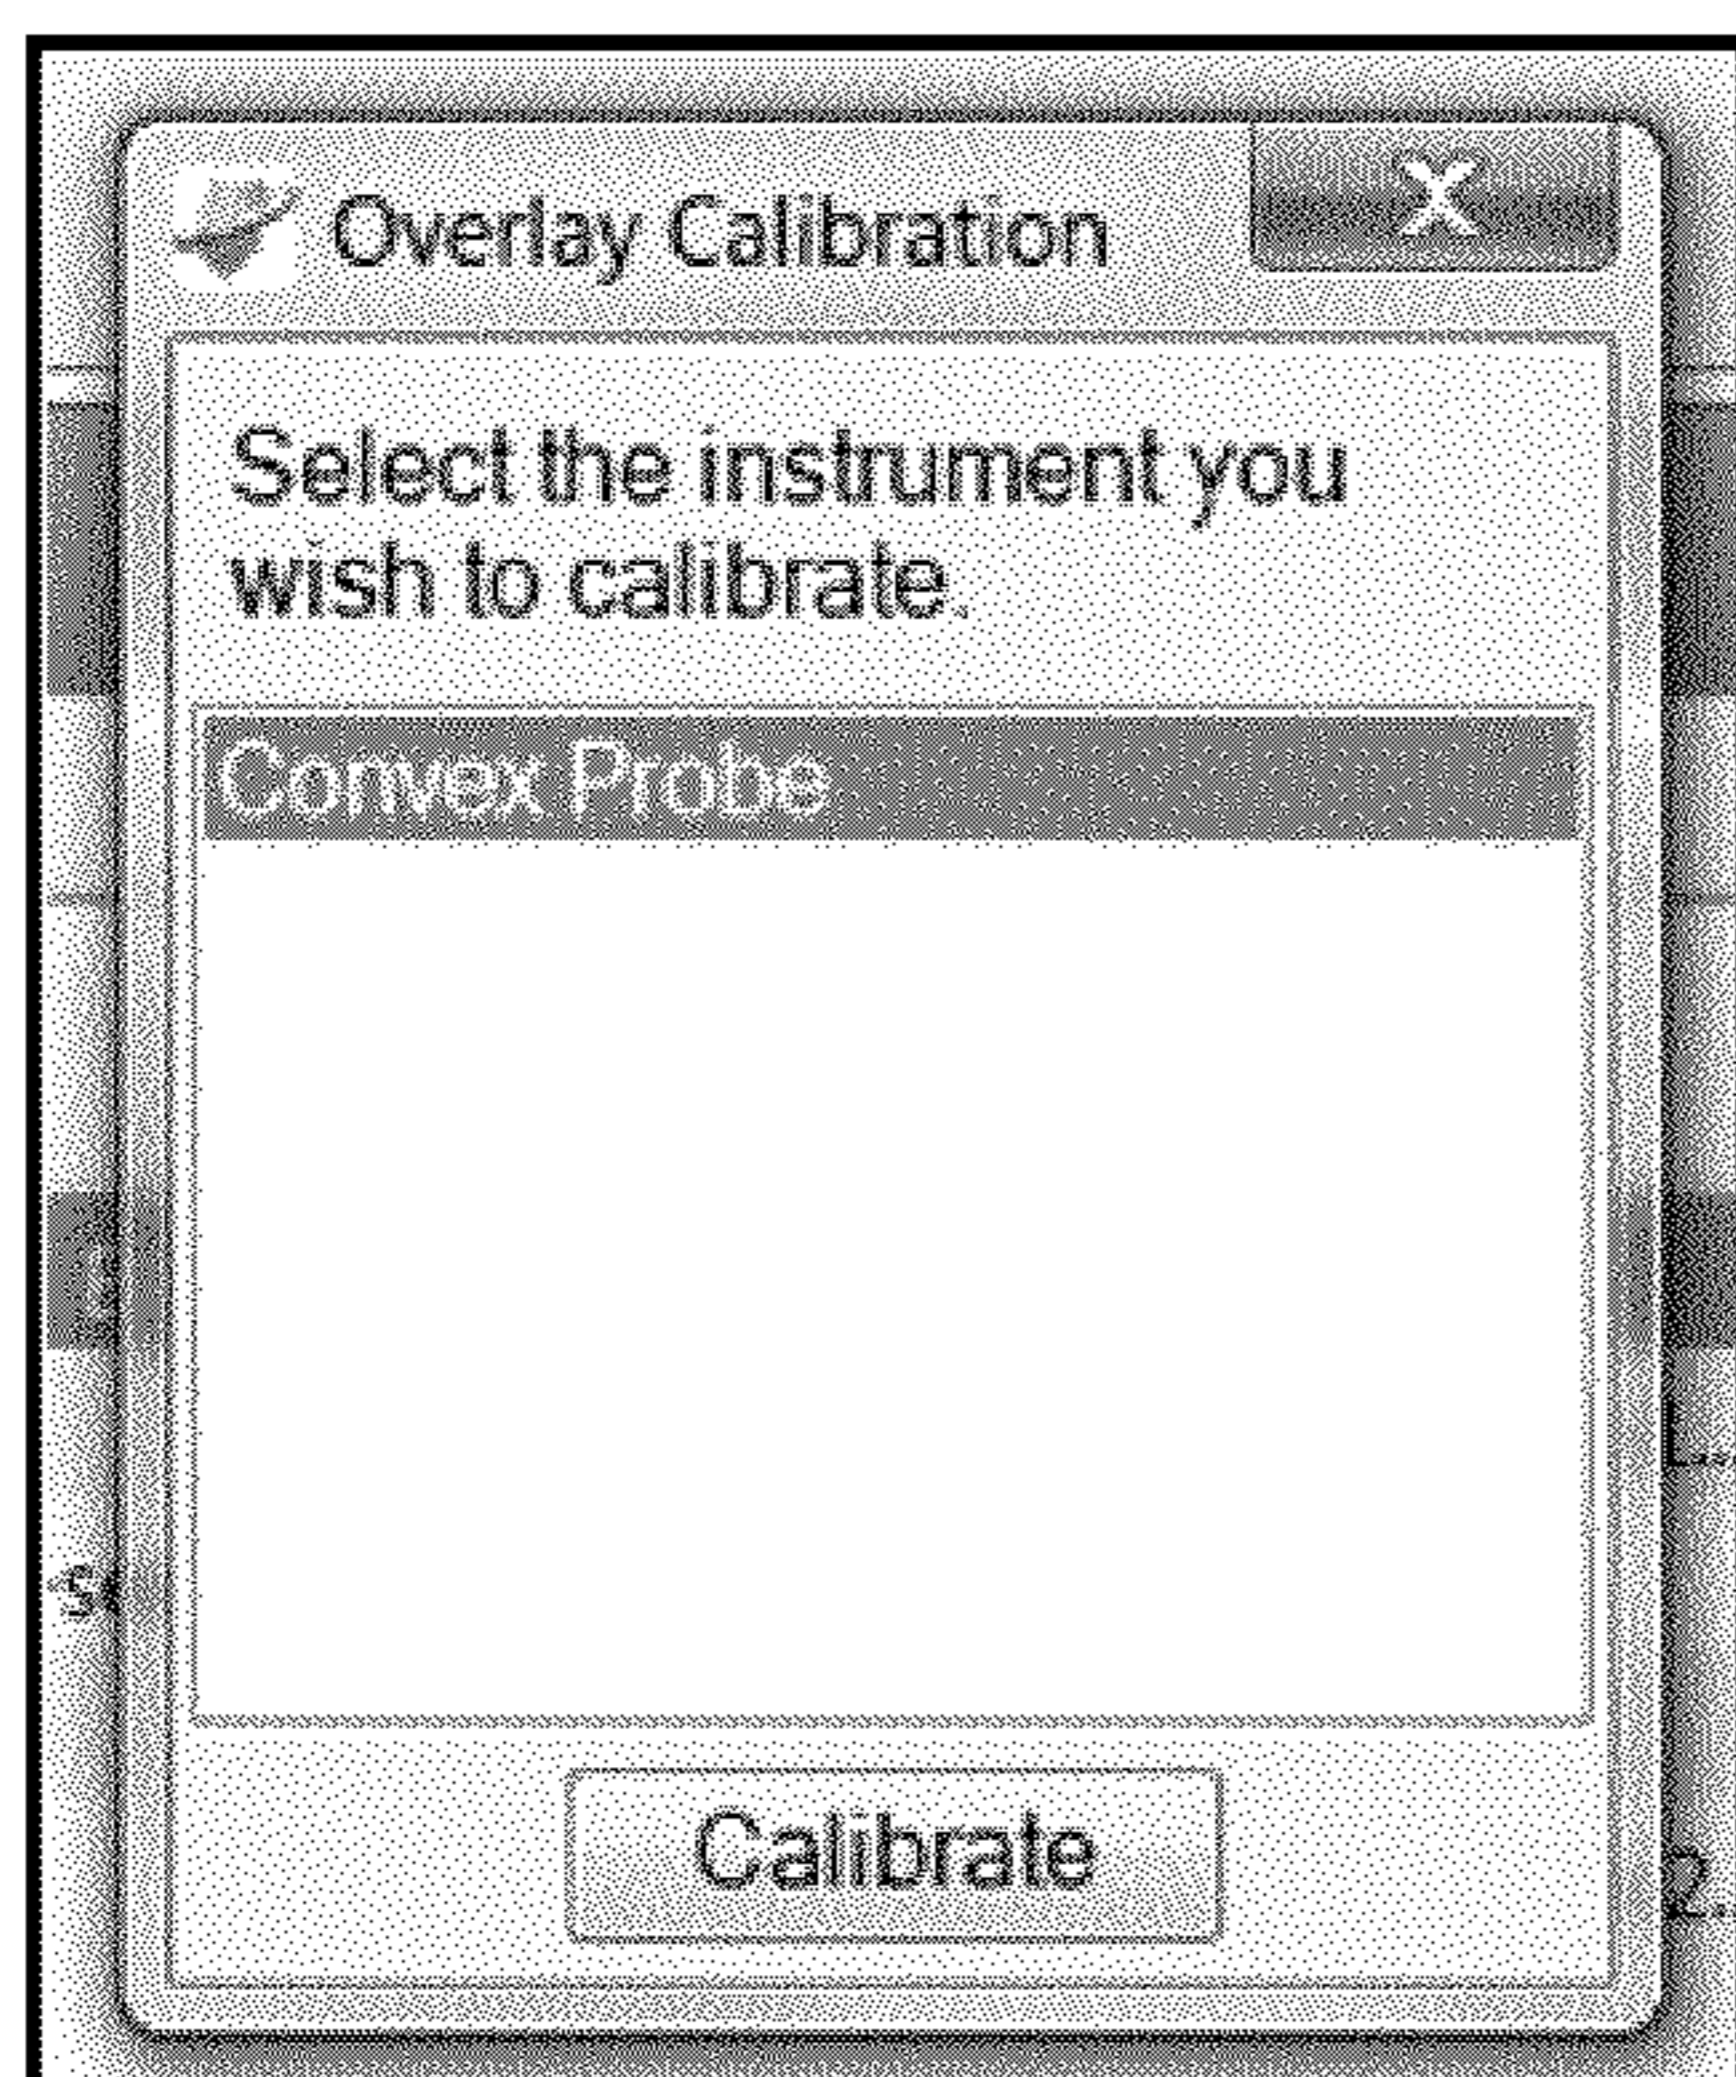 Overlay Calibration
X
Select the instrument you
wish to calibrate.
Convex Probe
Calibrate